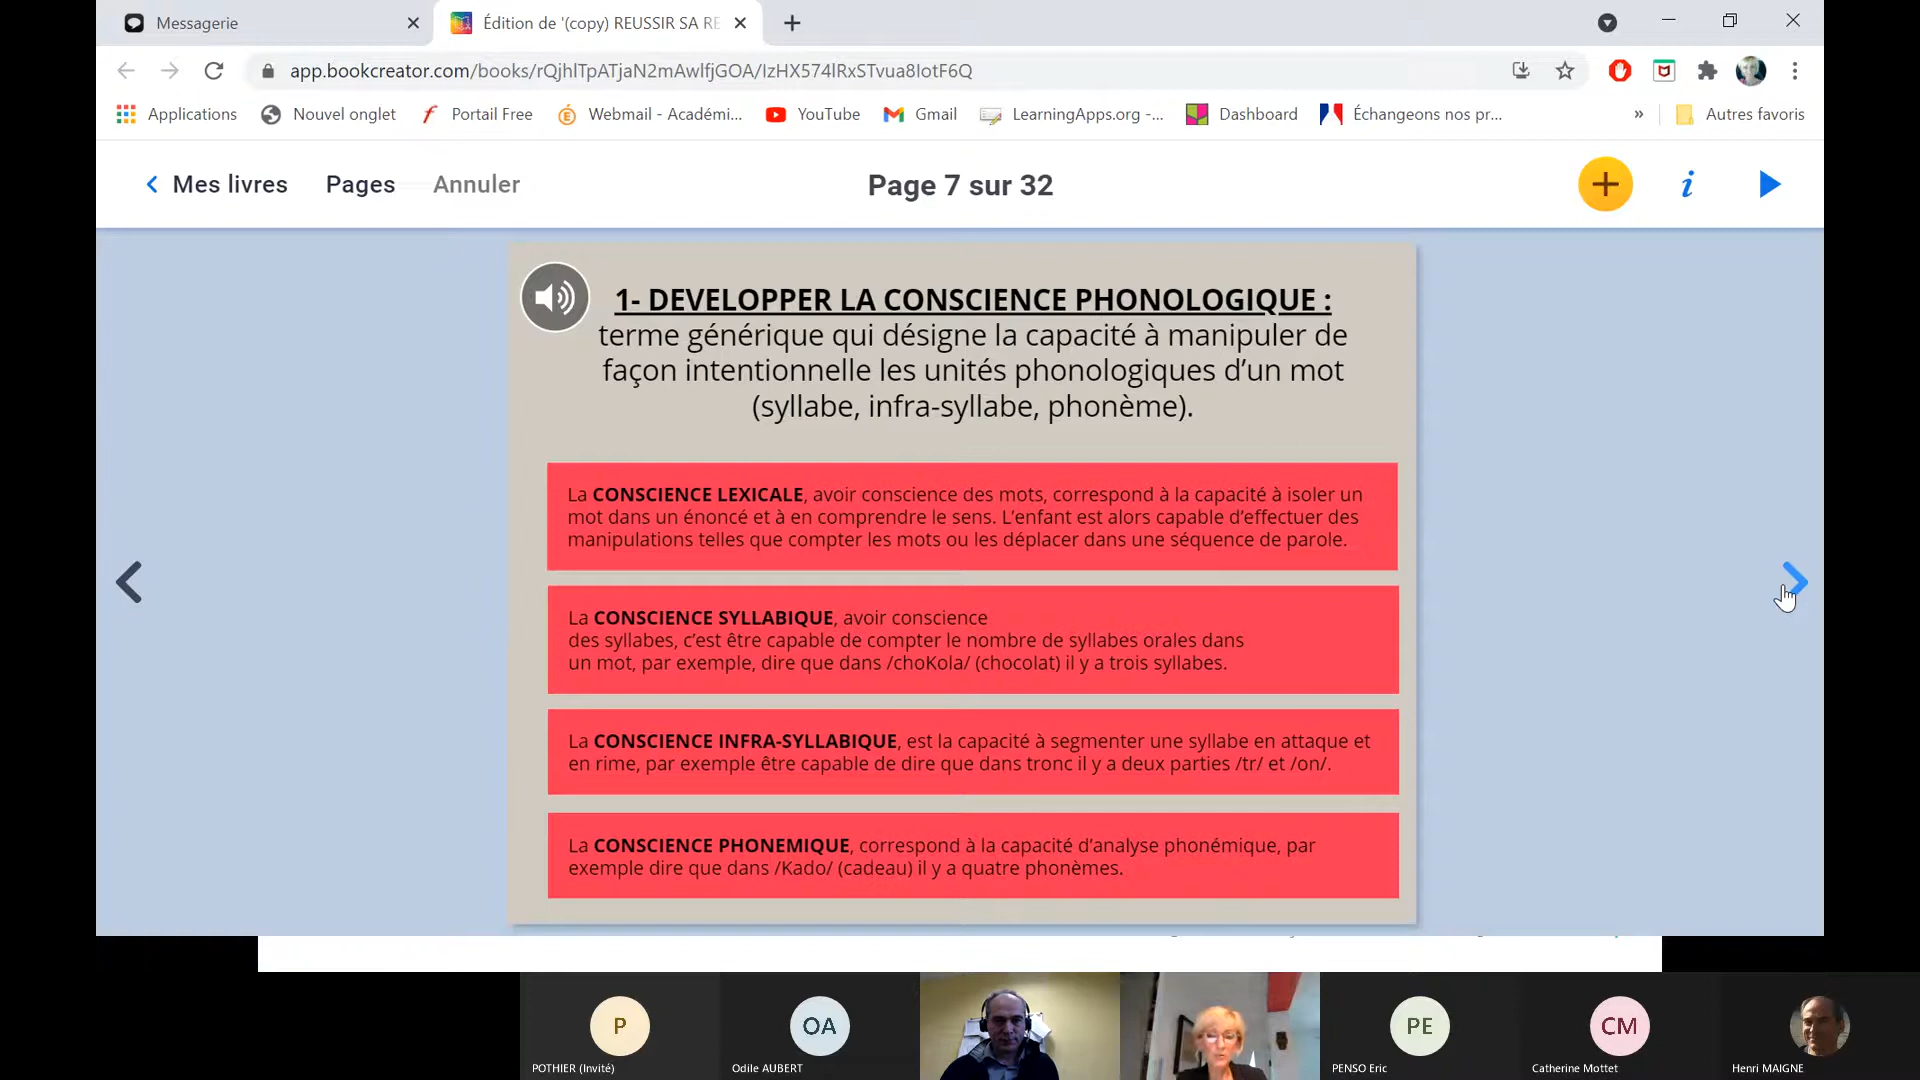 Messagerie
Édition de '(copy) REUSSIR SA RE
app.bookcreator.com/books/rQjhlTpATjaN2mAwlfjGOA/IzHX574lRxSTvua8IotF6Q
Applications
Nouvel onglet
Portail Free
Webmail - Académi...
YouTube
Gmail
LearningApps.org -...
Dashboard
Échangeons nos pr...
»
Autres favoris
Mes livres
Pages
Annuler
Page 7 sur 32
1- DEVELOPPER LA CONSCIENCE PHONOLOGIQUE :
terme générique qui désigne la capacité à manipuler de
façon intentionnelle les unités phonologiques d'un mot
(syllabe, infra-syllabe, phonème).
La CONSCIENCE LEXICALE, avoir conscience des mots, correspond à la capacité à isoler un
mot dans un énoncé et à en comprendre le sens. L'enfant est alors capable d'effectuer des
manipulations telles que compter les mots ou les déplacer dans une séquence de parole.
La CONSCIENCE SYLLABIQUE, avoir conscience
des syllabes, c'est être capable de compter le nombre de syllabes orales dans
un mot, par exemple, dire que dans /choKola/ (chocolat) il y a trois syllabes.
La CONSCIENCE INFRA-SYLLABIQUE, est la capacité à segmenter une syllabe en attaque et
en rime, par exemple être capable de dire que dans tronc il y a deux parties /tr/ et /on/.
La CONSCIENCE PHONEMIQUE, correspond à la capacité d'analyse phonémique, par
exemple dire que dans /Kado/ (cadeau) il y a quatre phonèmes.
P
OA
PE
CM
POTHIER (Invité)
Odile AUBERT
PENSO Eric
Catherine Mottet
Henri MAIGNE